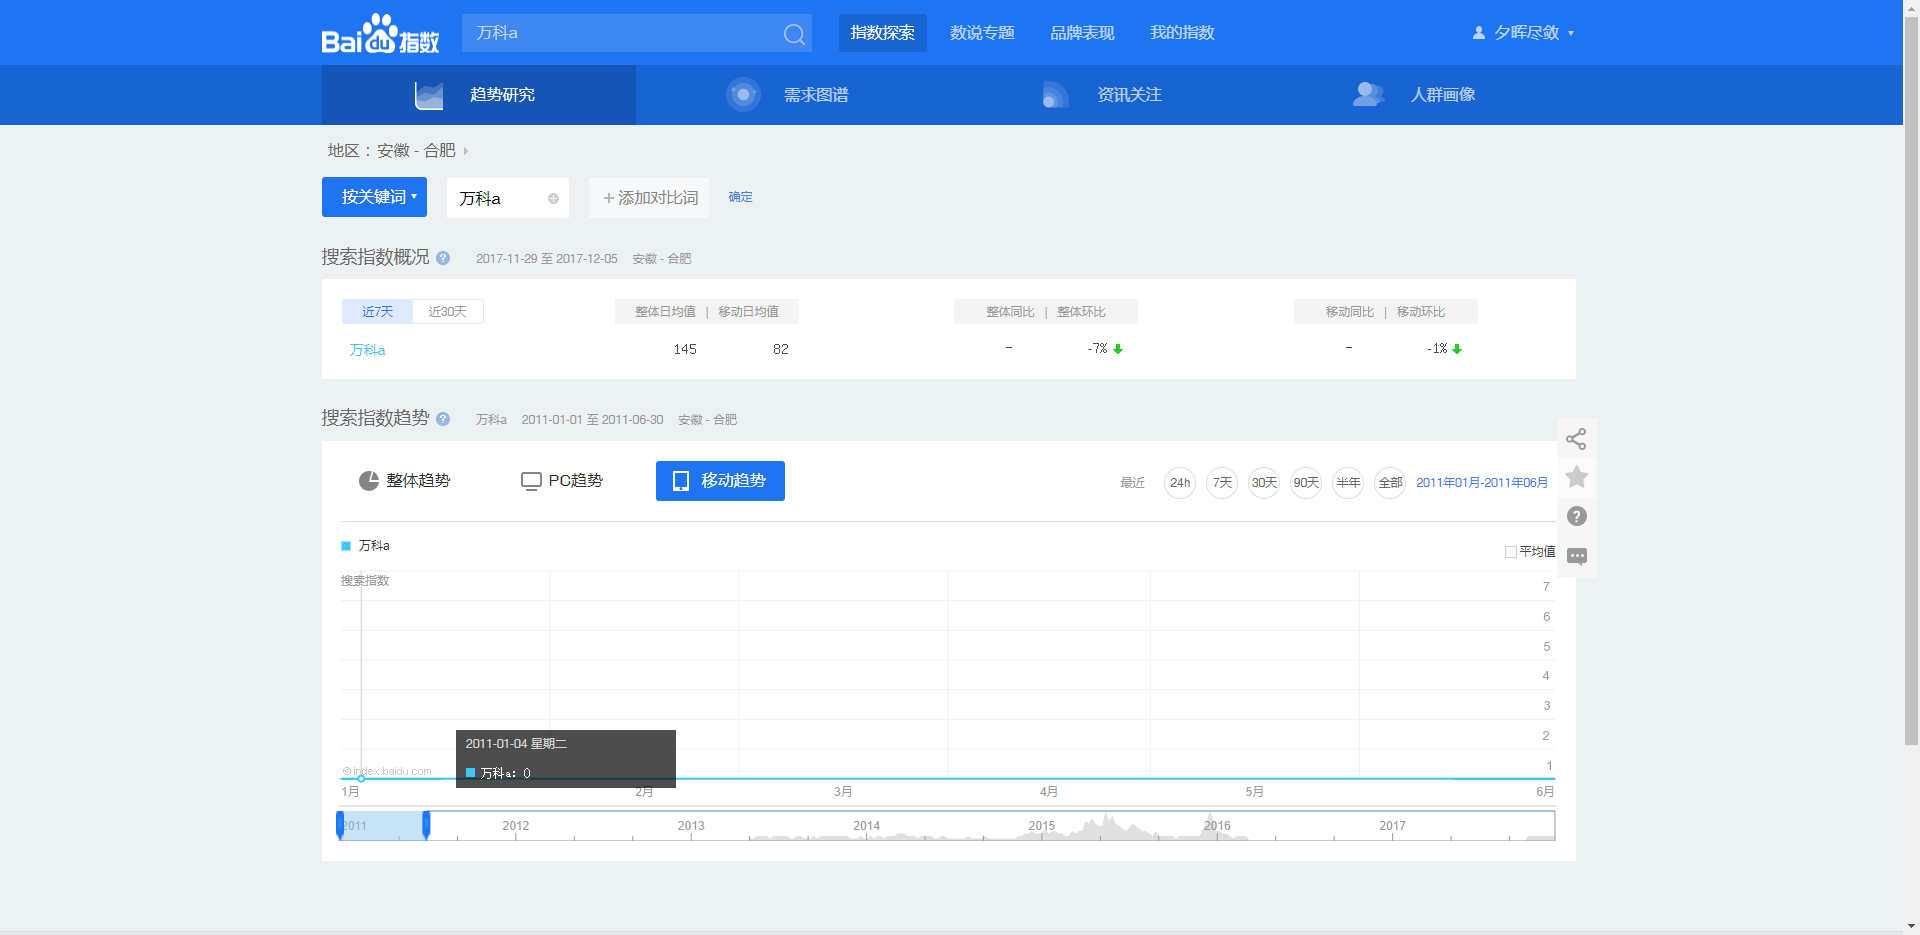 Baidu指数
万科a
指数探索 数说专题 品牌表现 我的指数
夕晖尽敛
趋势研究 需求图谱 资讯关注 人群画像
地区： 安徽 - 合肥
按关键词 万科a + 添加对比词 确定
搜索指数概况 ? 2017-11-29 至 2017-12-05 安徽 - 合肥
近7天 近30天 整体日均值 | 移动日均值 整体同比 | 整体环比 移动同比 | 移动环比
万科a 145 82 - -7% - -1%
搜索指数趋势 ? 万科a 2011-01-01 至 2011-06-30 安徽 - 合肥
整体趋势 PC趋势 移动趋势 最近 24h 7天 30天 90天 半年 全部 2011年01月-2011年06月
万科a
平均值
搜索指数
7
6
5
4
3
2
1
2011-01-04 星期二
万科a: 0
©index.baidu.com
1月 2月 3月 4月 5月 6月
2011 2012 2013 2014 2015 2016 2017